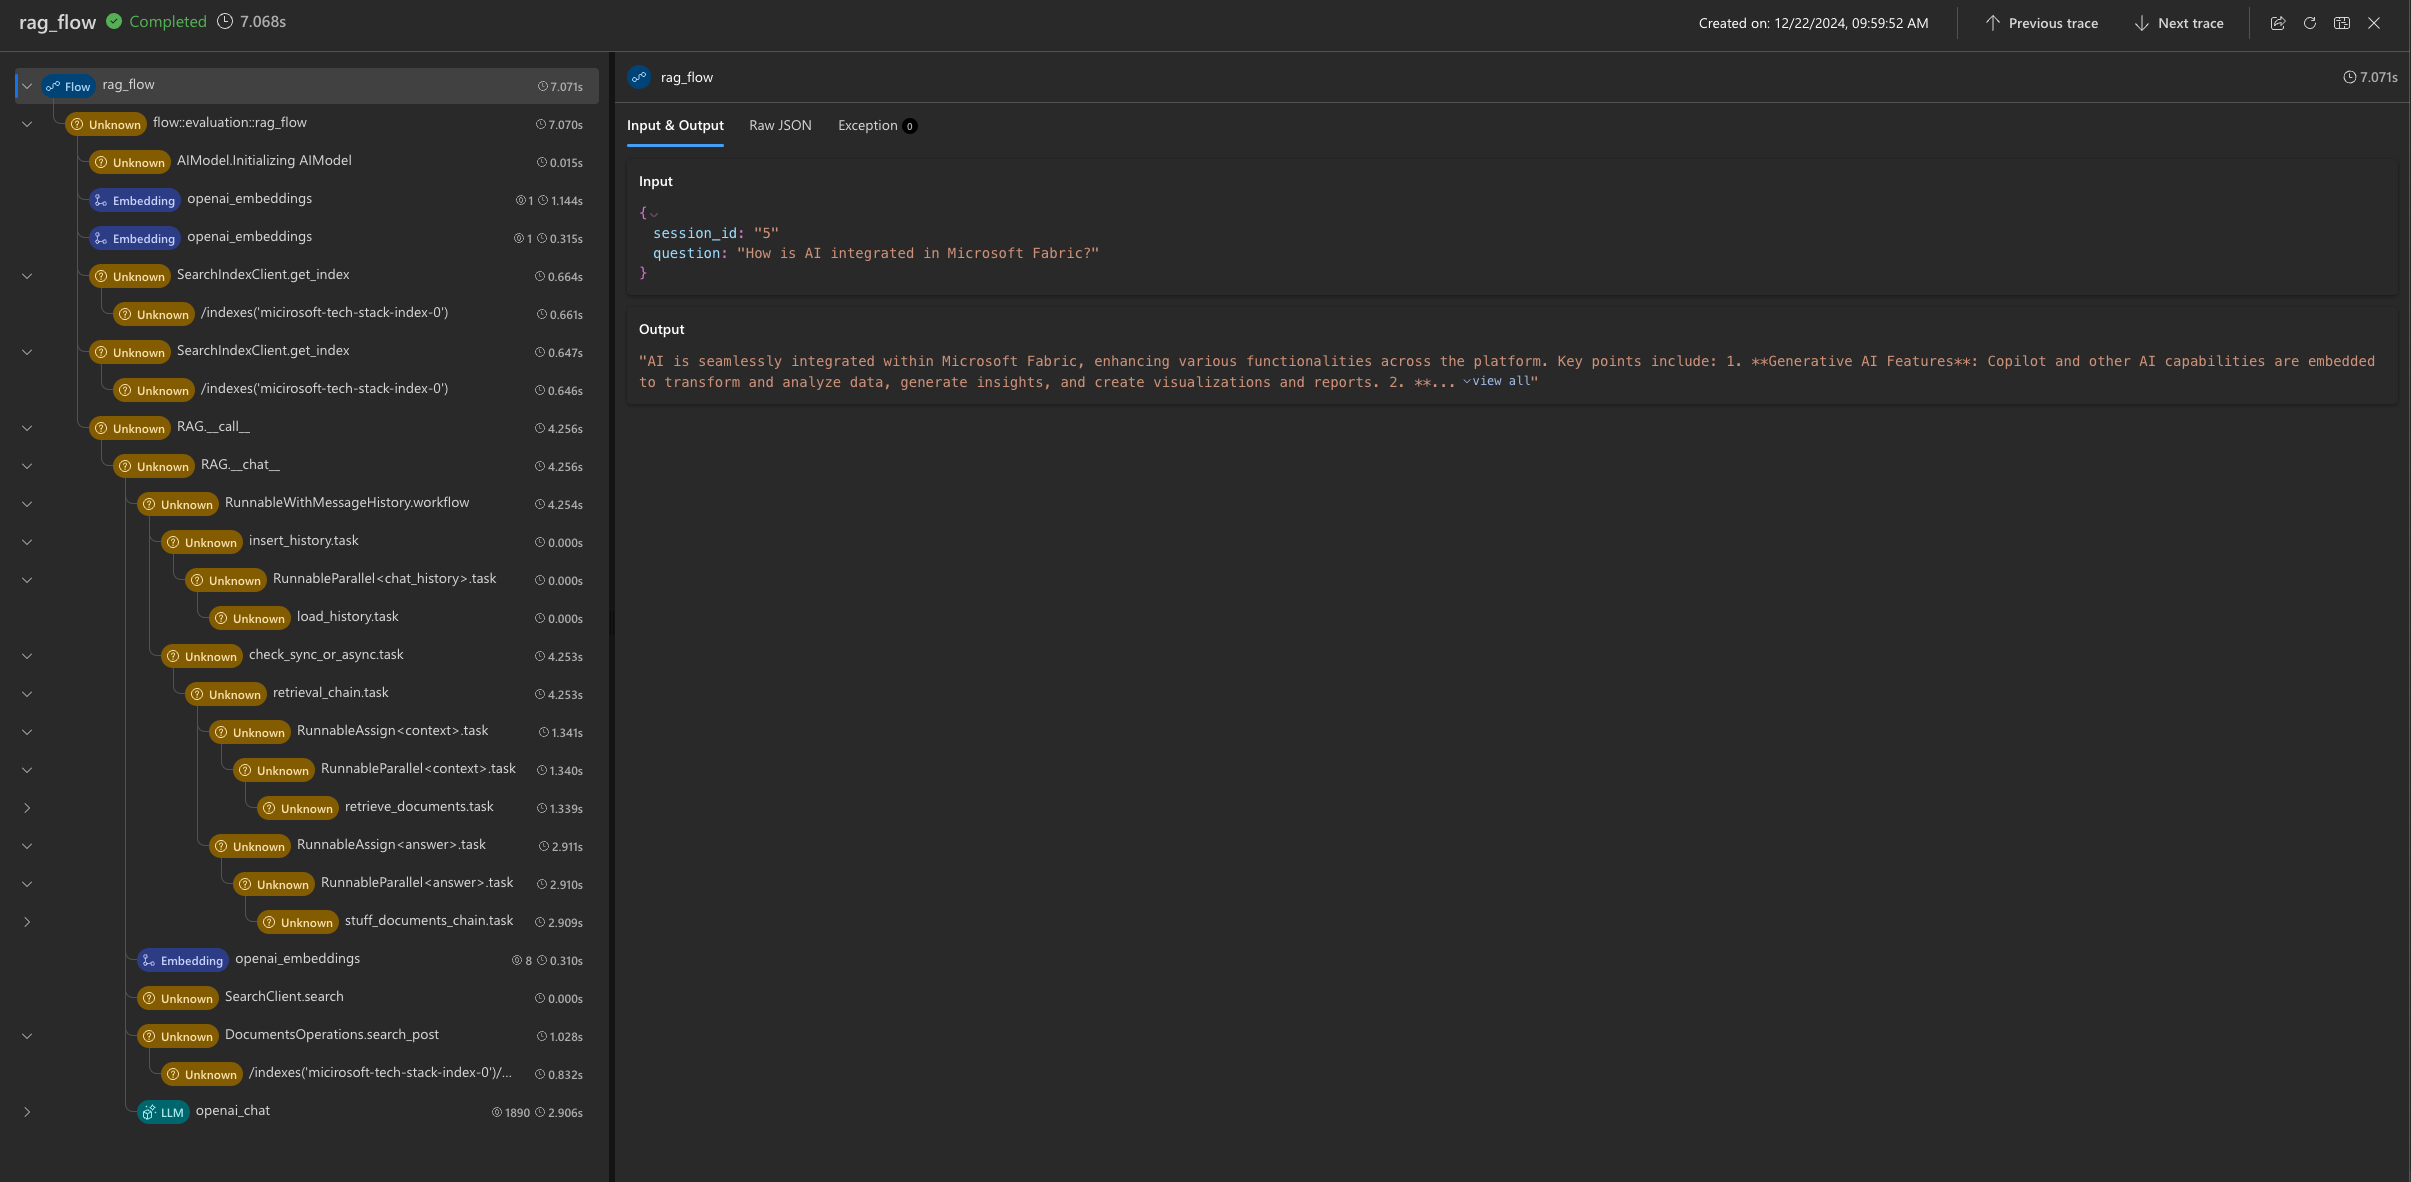 rag_flow Completed 7.068s
Created on: 12/22/2024, 09:59:52 AM Previous trace Next trace
Flow rag_flow 7.071s
Unknown flow::evaluation::rag_flow 7.070s
Unknown AIModel.Initializing AIModel 0.015s
Embedding openai_embeddings 1 1.144s
Embedding openai_embeddings 1 0.315s
Unknown SearchIndexClient.get_index 0.664s
Unknown /indexes('micirosoft-tech-stack-index-0') 0.661s
Unknown SearchIndexClient.get_index 0.647s
Unknown /indexes('micirosoft-tech-stack-index-0') 0.646s
Unknown RAG.__call__ 4.256s
Unknown RAG.__chat__ 4.256s
Unknown RunnableWithMessageHistory.workflow 4.254s
Unknown insert_history.task 0.000s
Unknown RunnableParallel<chat_history>.task 0.000s
Unknown load_history.task 0.000s
Unknown check_sync_or_async.task 4.253s
Unknown retrieval_chain.task 4.253s
Unknown RunnableAssign<context>.task 1.341s
Unknown RunnableParallel<context>.task 1.340s
Unknown retrieve_documents.task 1.339s
Unknown RunnableAssign<answer>.task 2.911s
Unknown RunnableParallel<answer>.task 2.910s
Unknown stuff_documents_chain.task 2.909s
Embedding openai_embeddings 8 0.310s
Unknown SearchClient.search 0.000s
Unknown DocumentsOperations.search_post 1.028s
Unknown /indexes('micirosoft-tech-stack-index-0')/... 0.832s
LLM openai_chat 1890 2.906s
rag_flow 7.071s
Input & Output Raw JSON Exception 0
Input
{
session_id: "5"
question: "How is AI integrated in Microsoft Fabric?"
}
Output
"AI is seamlessly integrated within Microsoft Fabric, enhancing various functionalities across the platform. Key points include: 1. **Generative AI Features**: Copilot and other AI capabilities are embedded
to transform and analyze data, generate insights, and create visualizations and reports. 2. **... view all"